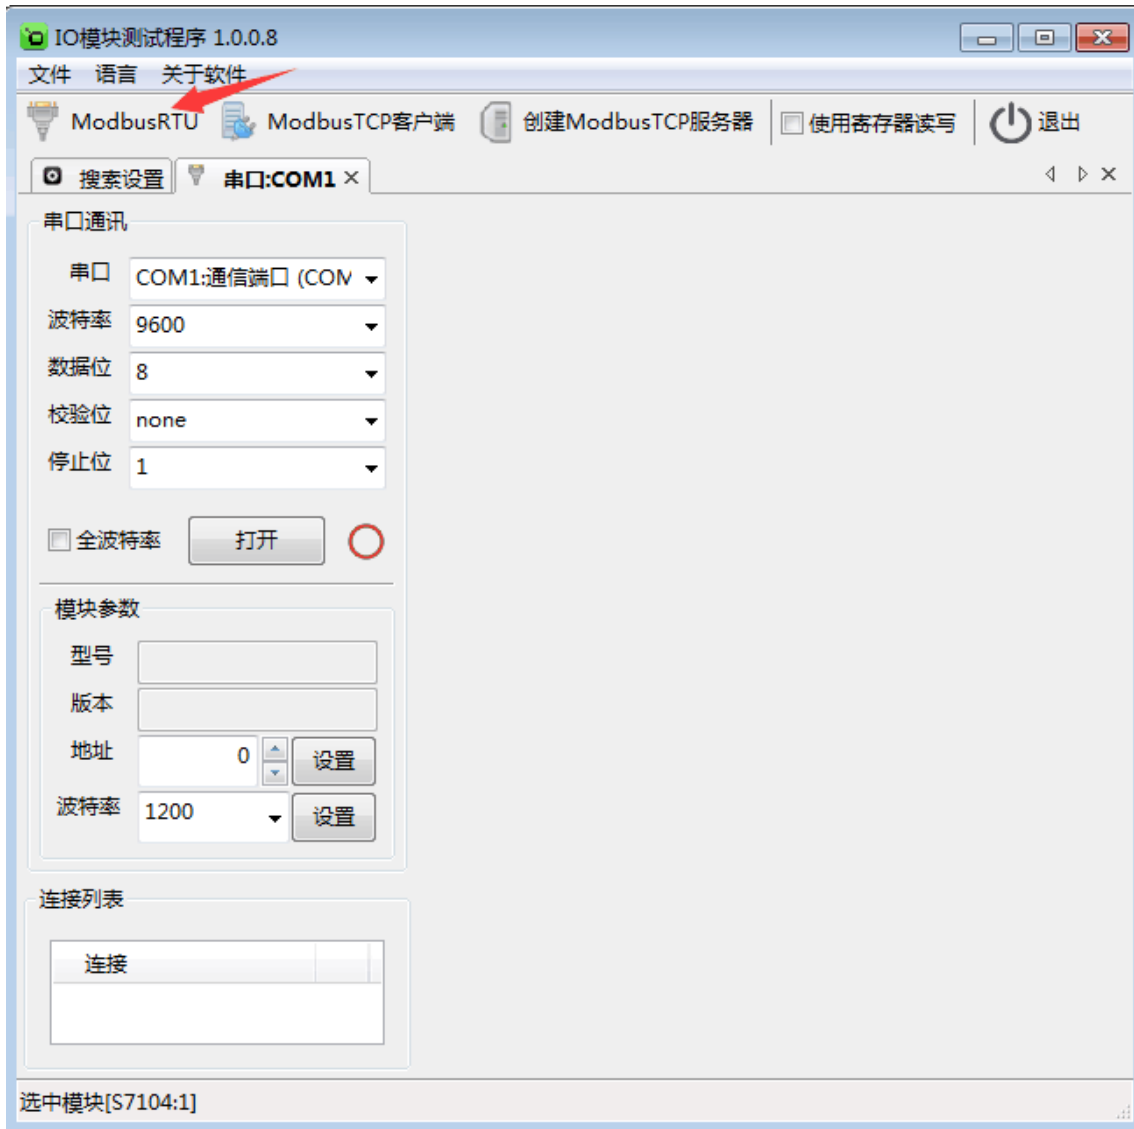 IO模块测试程序 1.0.0.8
文件 语言 关于软件
ModbusRTU ModbusTCP客户端 创建ModbusTCP服务器 使用寄存器读写 退出
搜索设置 串口:COM1
串口通讯
串口 COM1:通信端口 (COM
波特率 9600
数据位 8
校验位 none
停止位 1
全波特率 打开
模块参数
型号
版本
地址 0 设置
波特率 1200 设置
连接列表
连接
选中模块[S7104:1]